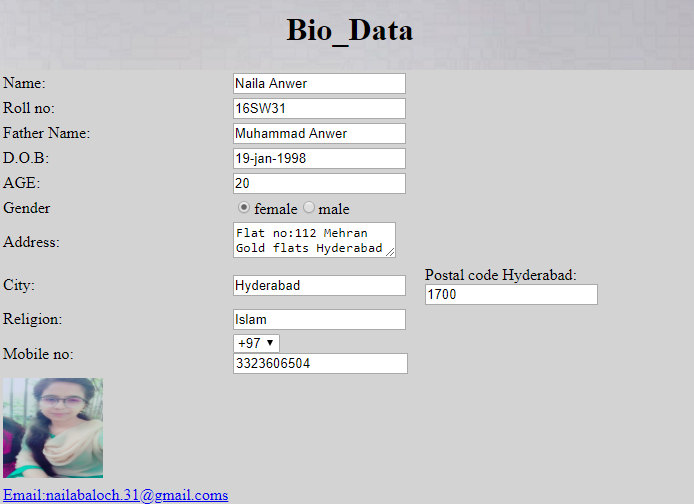 Bio_Data
Name: Naila Anwer
Roll no: 16SW31
Father Name: Muhammad Anwer
D.O.B: 19-jan-1998
AGE: 20
Gender female male
Address: Flat no:112 Mehran
Gold flats Hyderabad
Postal code Hyderabad:
City: Hyderabad
1700
Religion: Islam
+97
Mobile no:
3323606504
Email:nailabaloch.31@gmail.coms